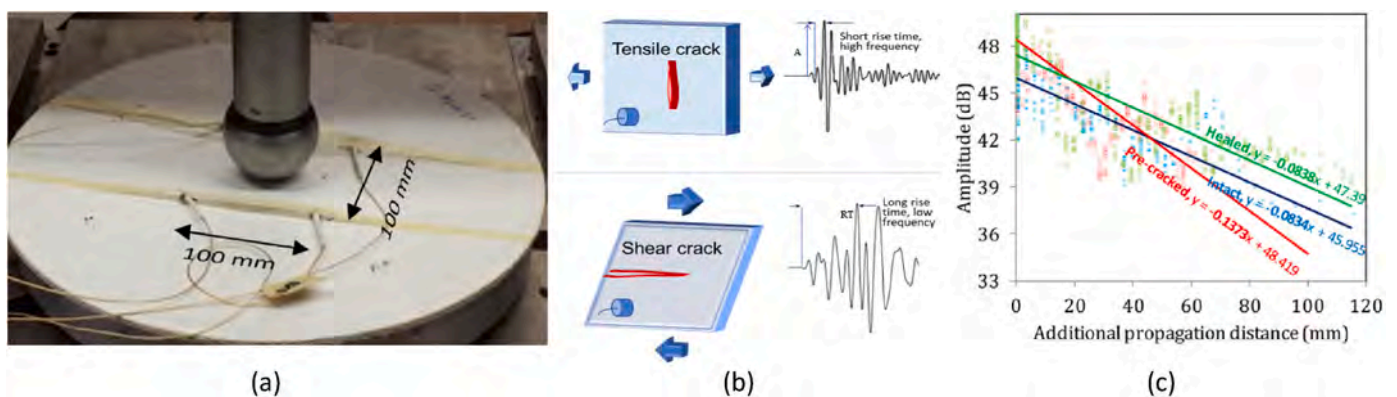 100 mm
100 mm
(a)
Tensile crack
A
Short rise time,
high frequency
Shear crack
RT
Long rise
time, low
frequency
(b)
Amplitude (dB)
48
45
42
39
36
33
Healed, y = -0.0838x + 47.39
Intact, y = -0.0834x + 45.955
Pre-cracked, y = -0.1373x + 48.419
0
20
40
60
80
100
120
Additional propagation distance (mm)
(c)